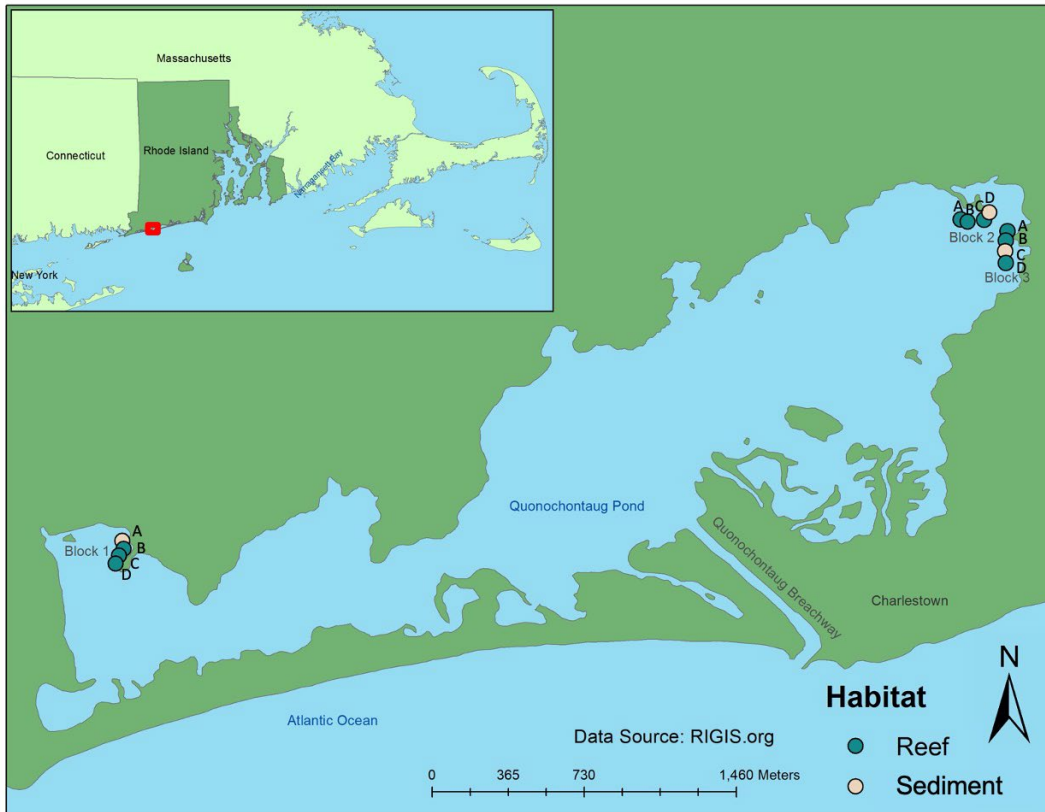 Massachusetts
Connecticut
Rhode Island
Narragansett Bay
New York
A
B
C
D
Block 2
A
B
C
D
Block 3
Quonochontaug Pond
Quonochontaug Breachway
Charlestown
Block 1
A
B
C
D
Atlantic Ocean
N
Habitat
Reef
Sediment
Data Source: RIGIS.org
0 365 730 1,460 Meters